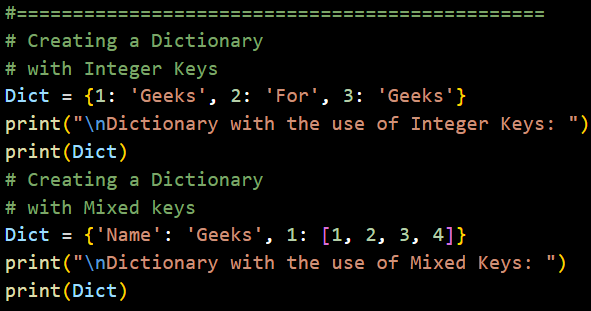 #=============================================
# Creating a Dictionary
# with Integer Keys
Dict = {1: 'Geeks', 2: 'For', 3: 'Geeks'}
print("\nDictionary with the use of Integer Keys: ")
print(Dict)
# Creating a Dictionary
# with Mixed keys
Dict = {'Name': 'Geeks', 1: [1, 2, 3, 4]}
print("\nDictionary with the use of Mixed Keys: ")
print(Dict)